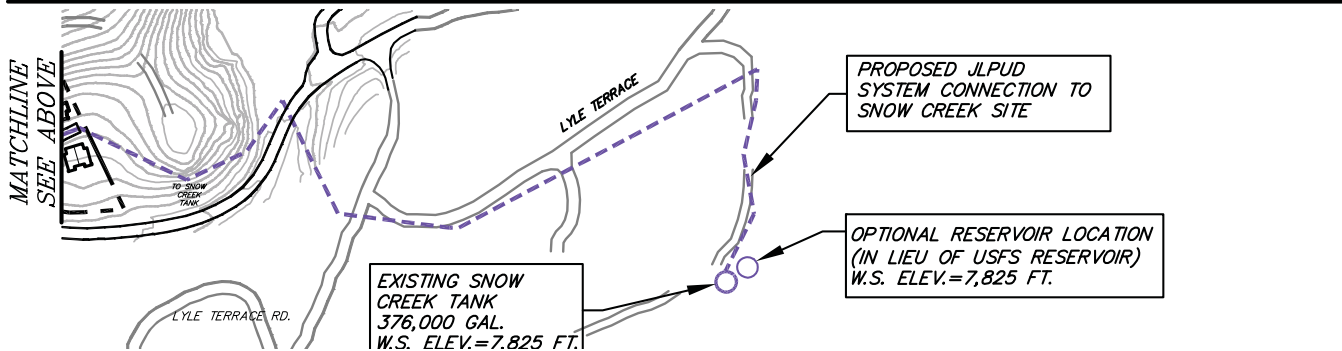 MATCHLINE
SEE ABOVE
TO SNOW
CREEK
TANK
LYLE TERRACE
PROPOSED JLPUD
SYSTEM CONNECTION TO
SNOW CREEK SITE
OPTIONAL RESERVOIR LOCATION
(IN LIEU OF USFS RESERVOIR)
W.S. ELEV.=7,825 FT.
EXISTING SNOW
CREEK TANK
376,000 GAL.
W.S. ELEV.=7,825 FT.
LYLE TERRACE RD.